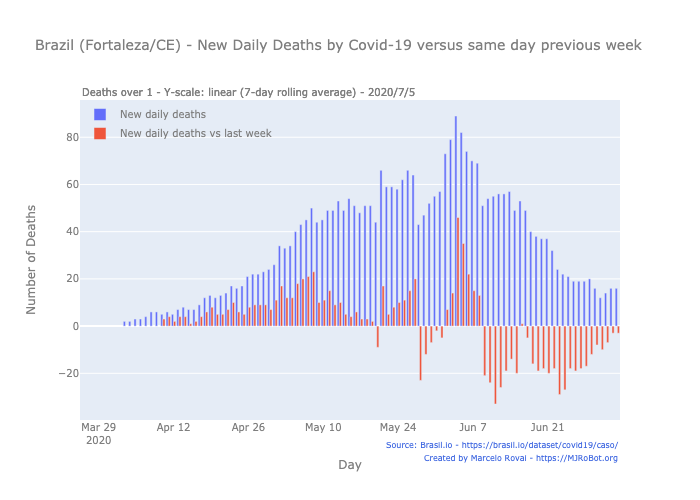 Brazil (Fortaleza/CE) - New Daily Deaths by Covid-19 versus same day previous week
Deaths over 1 - Y-scale: linear (7-day rolling average) - 2020/7/5
New daily deaths
New daily deaths vs last week
80
60
40
20
0
−20
Number of Deaths
Mar 29 Apr 12 Apr 26 May 10 May 24 Jun 7 Jun 21
2020
Day
Source: Brasil.io - https://brasil.io/dataset/covid19/caso/
Created by Marcelo Rovai - https://MJRoBot.org